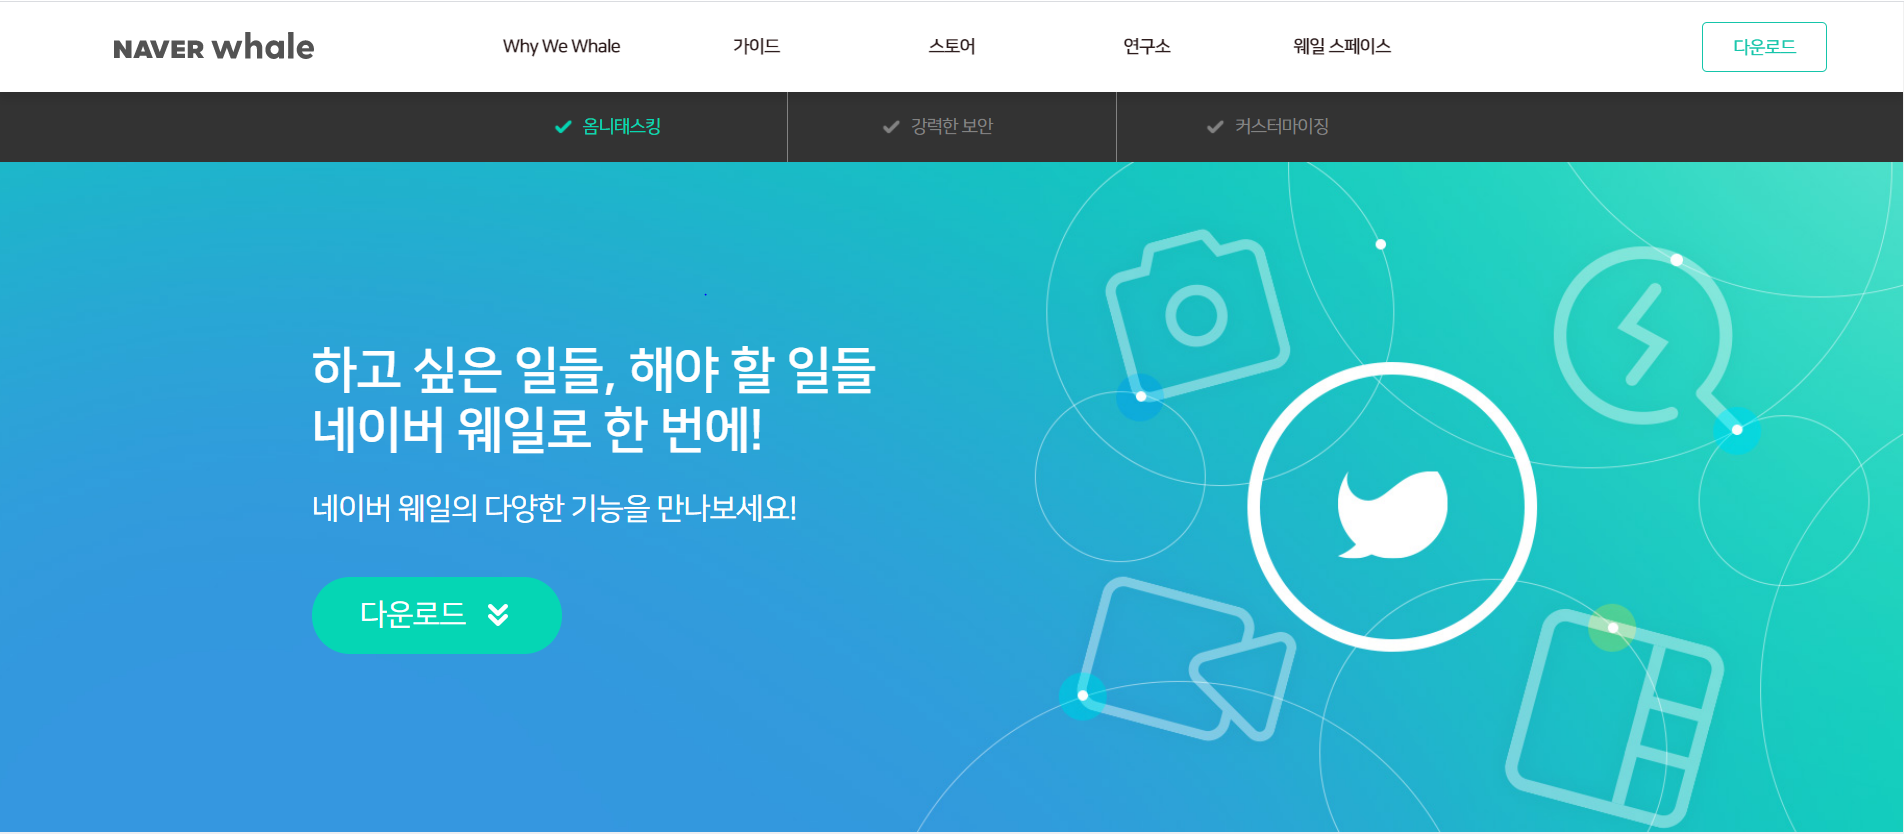 NAVER whale
Why We Whale
가이드
스토어
연구소
웨일 스페이스
다운로드
옴니태스킹
강력한 보안
커스터마이징
하고 싶은 일들, 해야 할 일들
네이버 웨일로 한 번에!
네이버 웨일의 다양한 기능을 만나보세요!
다운로드